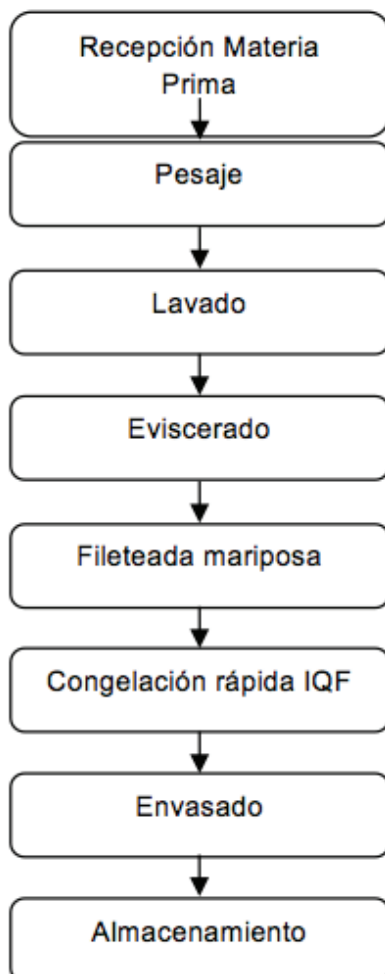 Recepción Materia
Prima
Pesaje
Lavado
Eviscerado
Fileteada mariposa
Congelación rápida IQF
Envasado
Almacenamiento